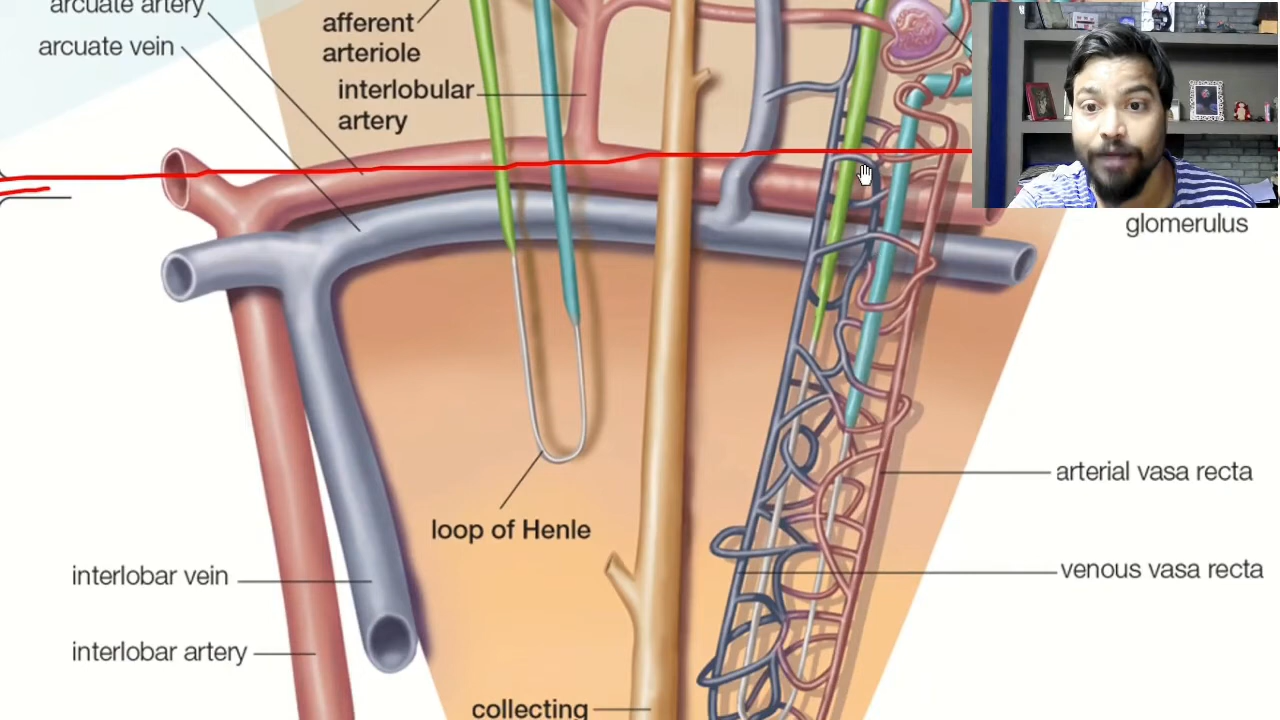 arcuate artery
arcuate vein
afferent
arteriole
interlobular
artery
glomerulus
arterial vasa recta
loop of Henle
venous vasa recta
interlobar vein
interlobar artery
collecting